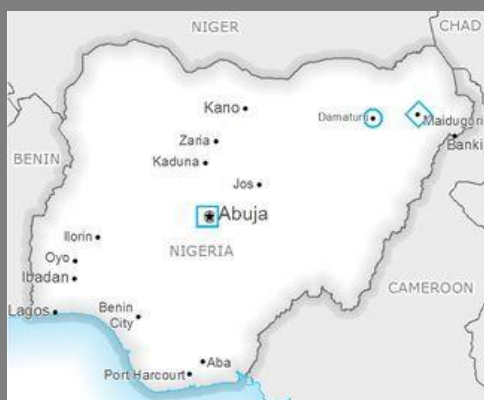 NIGER
CHAD
Kano
Damaturu
Maiduguri
Zaria
Banki
BENIN
Kaduna
Jos
Abuja
Ilorin
NIGERIA
Oyo
Ibadan
CAMEROON
Lagos
Benin
City
Aba
Port Harcourt